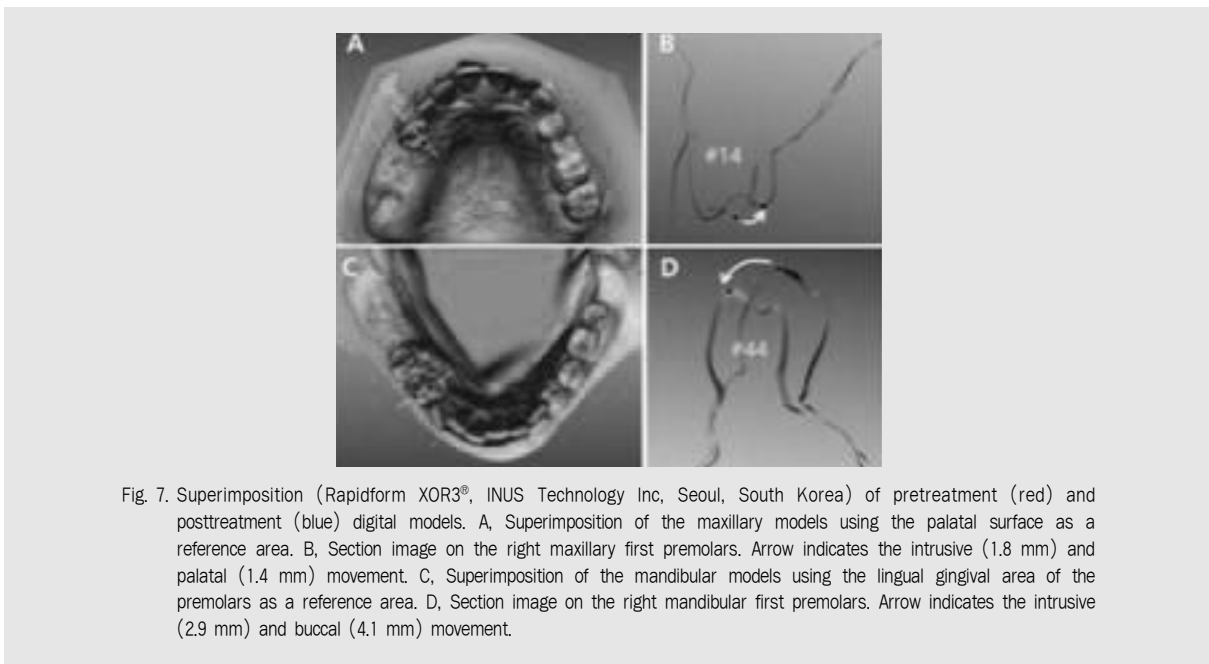 A
B
#14
C
D
#44
Fig. 7. Superimposition (Rapidform XOR3®, INUS Technology Inc, Seoul, South Korea) of pretreatment (red) and
posttreatment (blue) digital models. A, Superimposition of the maxillary models using the palatal surface as a
reference area. B, Section image on the right maxillary first premolars. Arrow indicates the intrusive (1.8 mm) and
palatal (1.4 mm) movement. C, Superimposition of the mandibular models using the lingual gingival area of the
premolars as a reference area. D, Section image on the right mandibular first premolars. Arrow indicates the intrusive
(2.9 mm) and buccal (4.1 mm) movement.